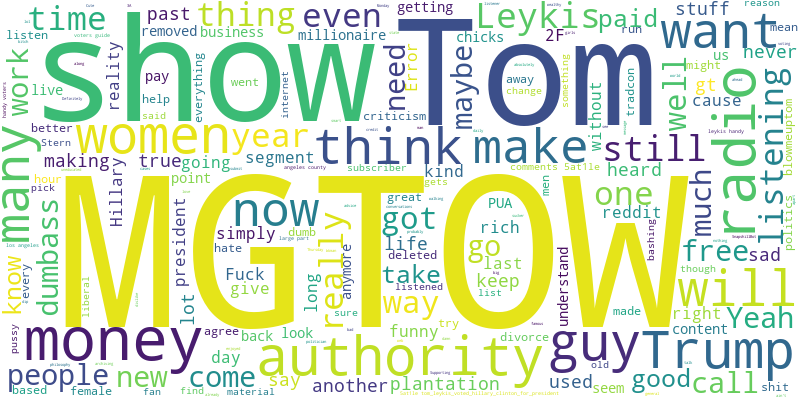 time
past
thing
even
getting
Leykis
paid
stuff
reason
mean
listen
removed
business
millionaire
2F
chicks
run
us
never
show
Tom
want
many
work
live
reality
pay
help
said
everything
went
internet
need
Error
criticism
maybe
away
change
something
tradcon
without
well
gt
cause
might
radio
listening
better
Stern
women
year
think
make
still
making
true
going
segment
subscriber
kind
comments 5at1le
heard
leykis handy
blowmeuptom
hour
pick
Hillary
point
gets
men
one
much
politics
MGTOW
now
simply
dumb
great
PUA
rich
reddit
know
every
dumbass
liberal
president
lot
hate
large part
really
got
life
deleted
anymore
go
last
bashing
free
sad
los angeles
Fuck
give
long
listened
take
keep
big
list
understand
will
though
pussy
agree
sure
way
made
right
Yeah
money
back
look
funny
try
divorce
guy
Trump
content
people
new
day
authority
old
based
female
fan
come
find
material
say
another
plantation
used
seem
good
call
shit
little tom_leykis_voted_hillary_clinton_for_president